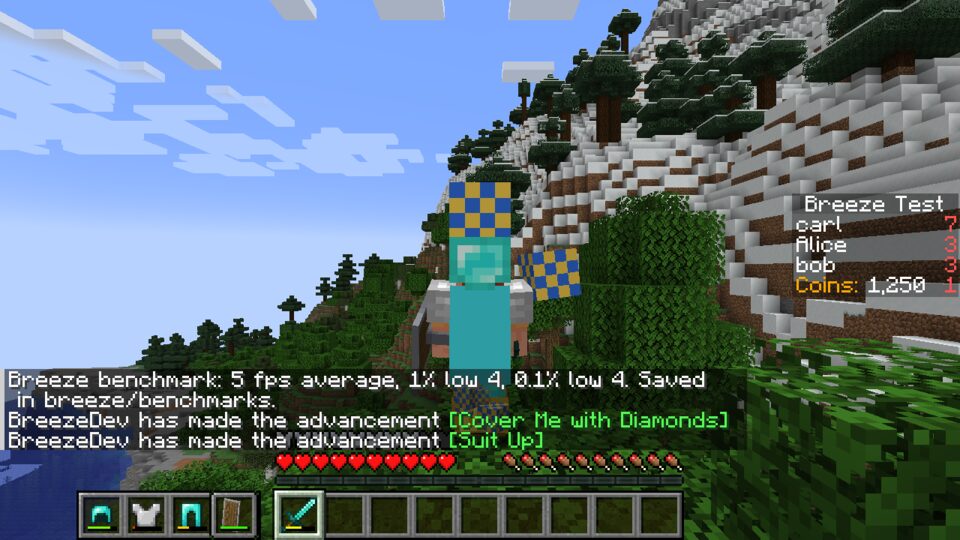 Breeze Test
carl 7
Alice 3
bob 3
Coins: 1,250 1
Breeze benchmark: 5 fps average, 1% low 4, 0.1% low 4. Saved
in breeze/benchmarks.
BreezeDev has made the advancement [Cover Me with Diamonds]
BreezeDev has made the advancement [Suit Up]